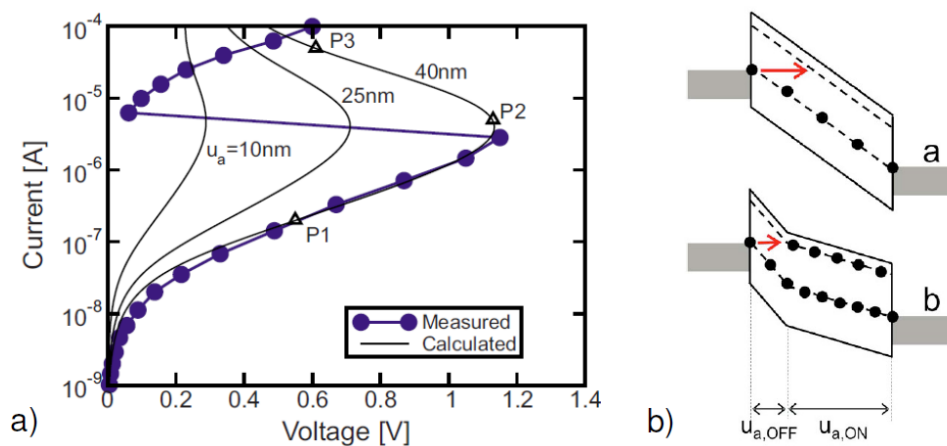 10⁻⁴
10⁻⁵
10⁻⁶
10⁻⁷
10⁻⁸
10⁻⁹
Current [A]
P3
40nm
25nm
P2
uₐ=10nm
P1
Measured
Calculated
0 0.2 0.4 0.6 0.8 1.0 1.2 1.4
Voltage [V]
a)
a
b
u_a,OFF u_a,ON
b)